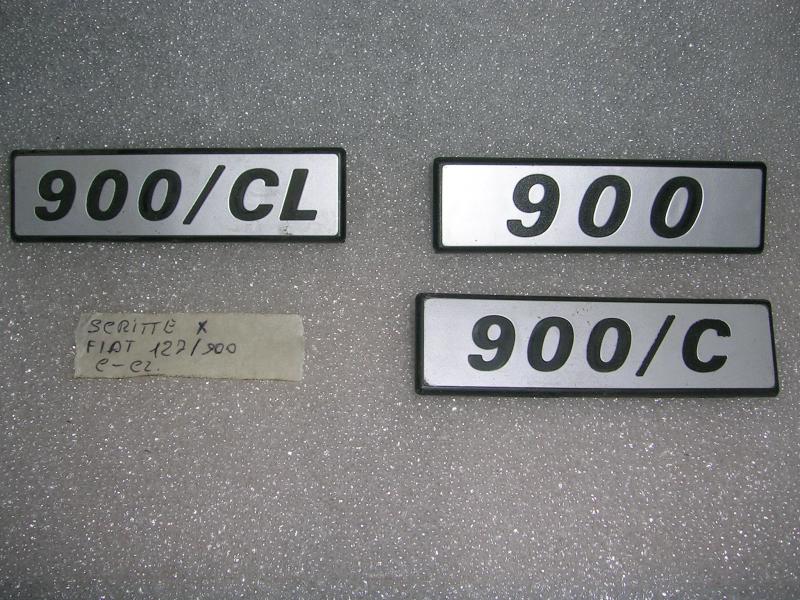 900/CL
900
900/C
SCRITTE X
FIAT 127/900
C-CL.